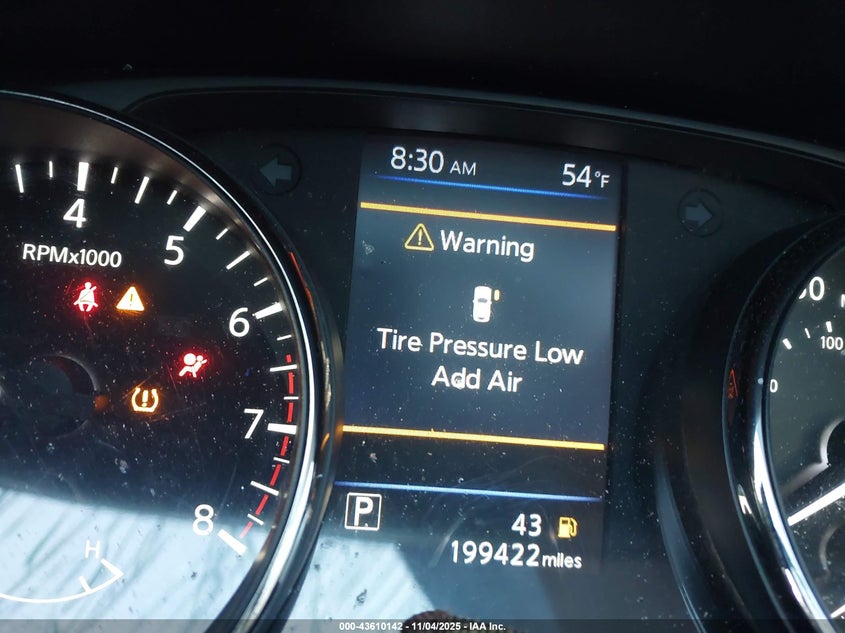 8:30 AM 54°F
Warning
Tire Pressure Low
Add Air
P
43
199422 miles
4
5
RPMx1000
6
7
8
H
100
000-43610142 - 11/04/2025 - IAA Inc.